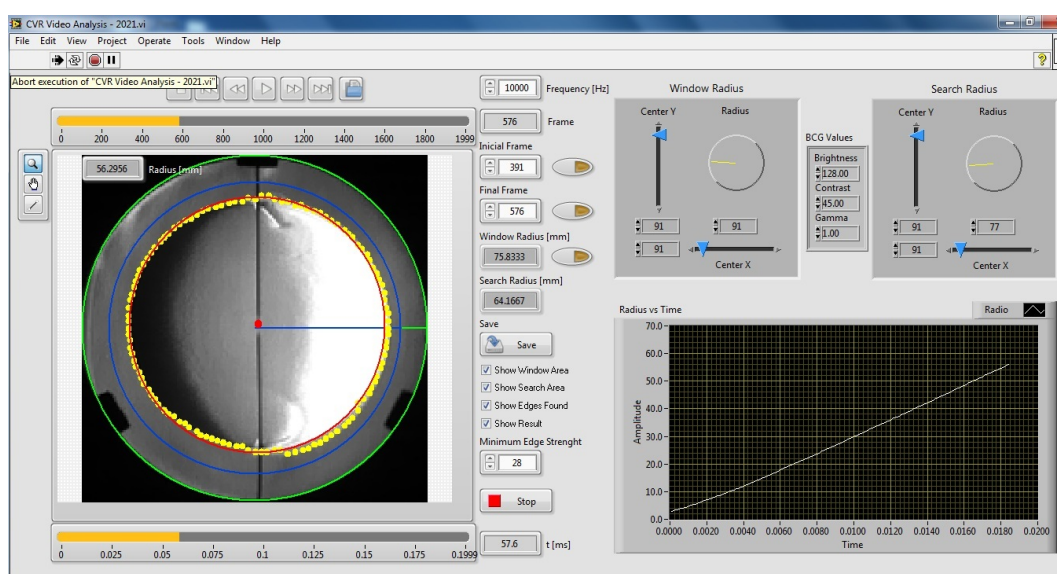 CVR Video Analysis - 2021.vi
File Edit View Project Operate Tools Window Help
Abort execution of "CVR Video Analysis - 2021.vi"
0 200 400 600 800 1000 1200 1400 1600 1999
56.2956 Radius [mm]
0 0.025 0.05 0.075 0.1 0.125 0.15 0.175 0.1999
10000 Frequency [Hz]
576 Frame
Inicial Frame
391
Final Frame
576
Window Radius [mm]
75.8333
Search Radius [mm]
64.1667
Save
Save
Show Window Area
Show Search Area
Show Edges Found
Show Result
Minimum Edge Strenght
28
Stop
57.6 t [ms]
Window Radius
Center Y Radius
91 91
91
Center X
BCG Values
Brightness
128.00
Contrast
45.00
Gamma
1.00
Search Radius
Center Y Radius
91 77
91
Center X
Radius vs Time Radio
70.0
60.0
50.0
40.0
30.0
20.0
10.0
0.0
Amplitude
0.0000 0.0020 0.0040 0.0060 0.0080 0.0100 0.0120 0.0140 0.0160 0.0180 0.0200
Time